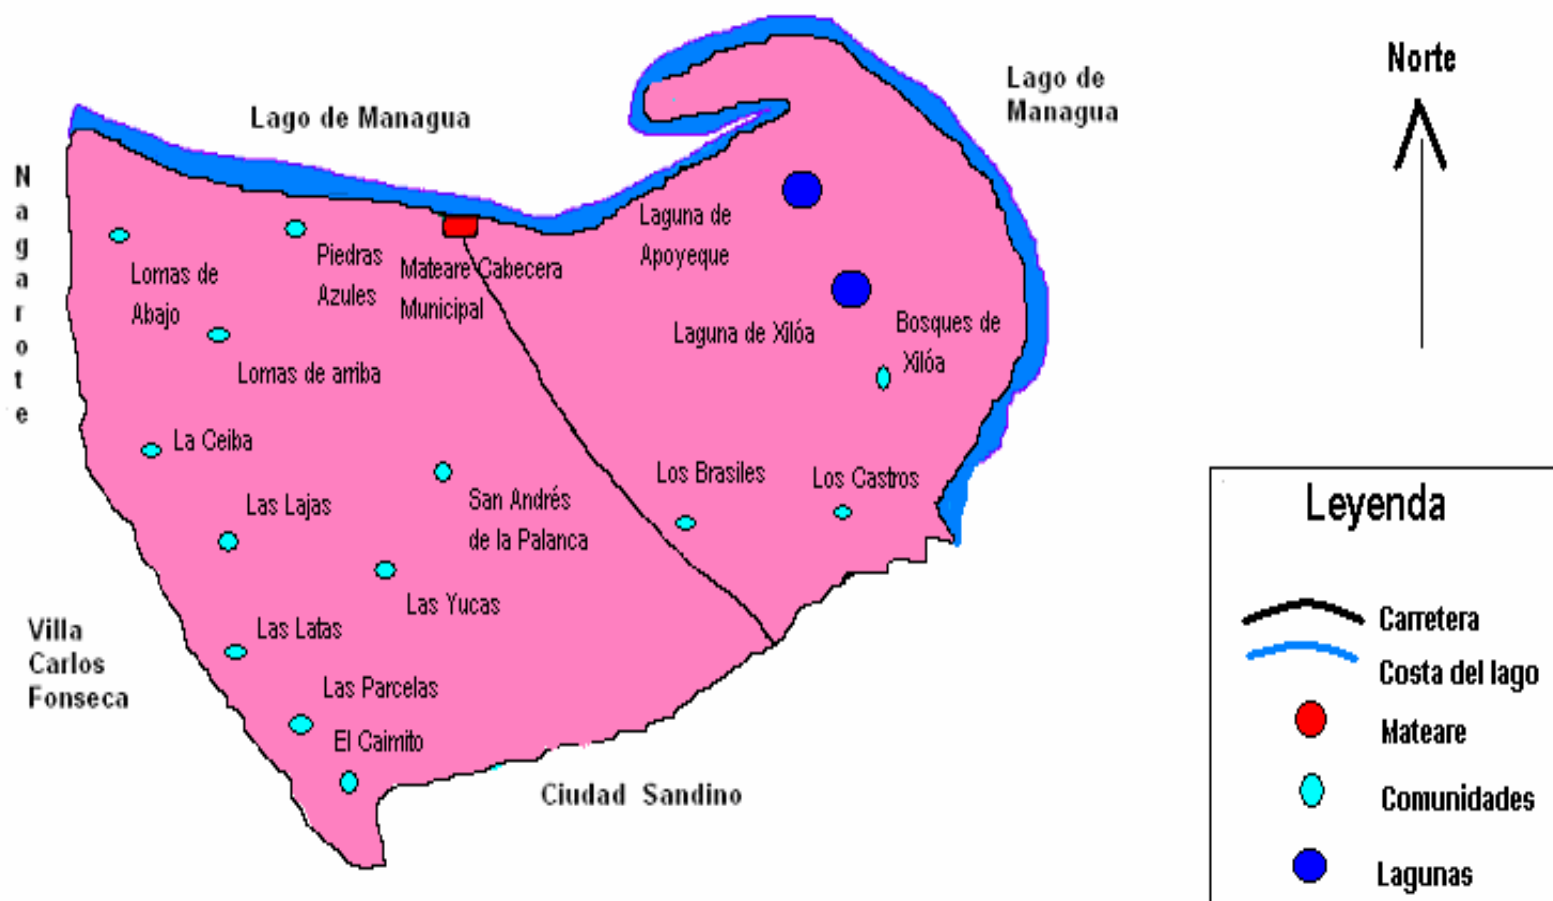 Norte
Lago de
Managua
Lago de Managua
Nagarote
Laguna de
Apoyeque
Piedras
Azules
Mateare Cabecera
Municipal
Lomas de
Abajo
Laguna de Xilóa
Bosques de
Xilóa
Lomas de arriba
La Ceiba
Los Brasiles
Los Castros
San Andrés
de la Palanca
Las Lajas
Las Yucas
Las Latas
Villa
Carlos
Fonseca
Las Parcelas
El Caimito
Ciudad Sandino
Leyenda
Carretera
Costa del lago
Mateare
Comunidades
Lagunas